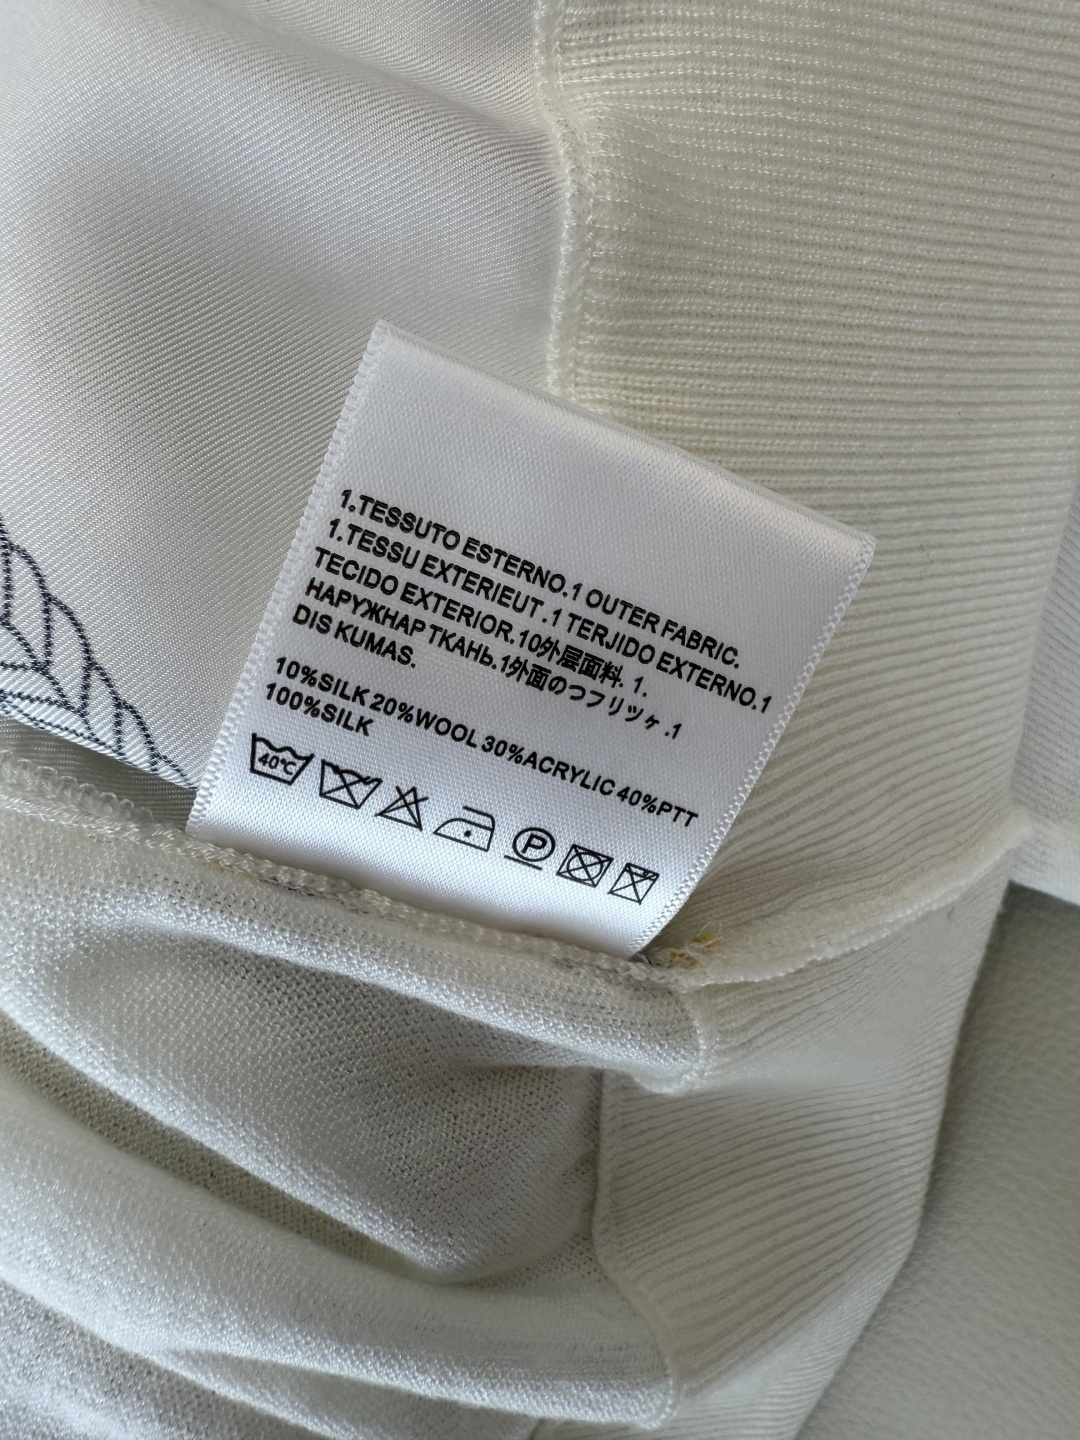 1.TESSUTO ESTERNO.1 OUTER FABRIC.
1.TESSU EXTERIEUT .1 TERJIDO EXTERNO.1
TECIDO EXTERIOR.10外层面料. 1.
НАРУЖНАР ТКАНЬ.1外面のつフリツヶ .1
DIS KUMAS.
10%SILK 20%WOOL 30%ACRYLIC 40%PTT
100%SILK
40°C P